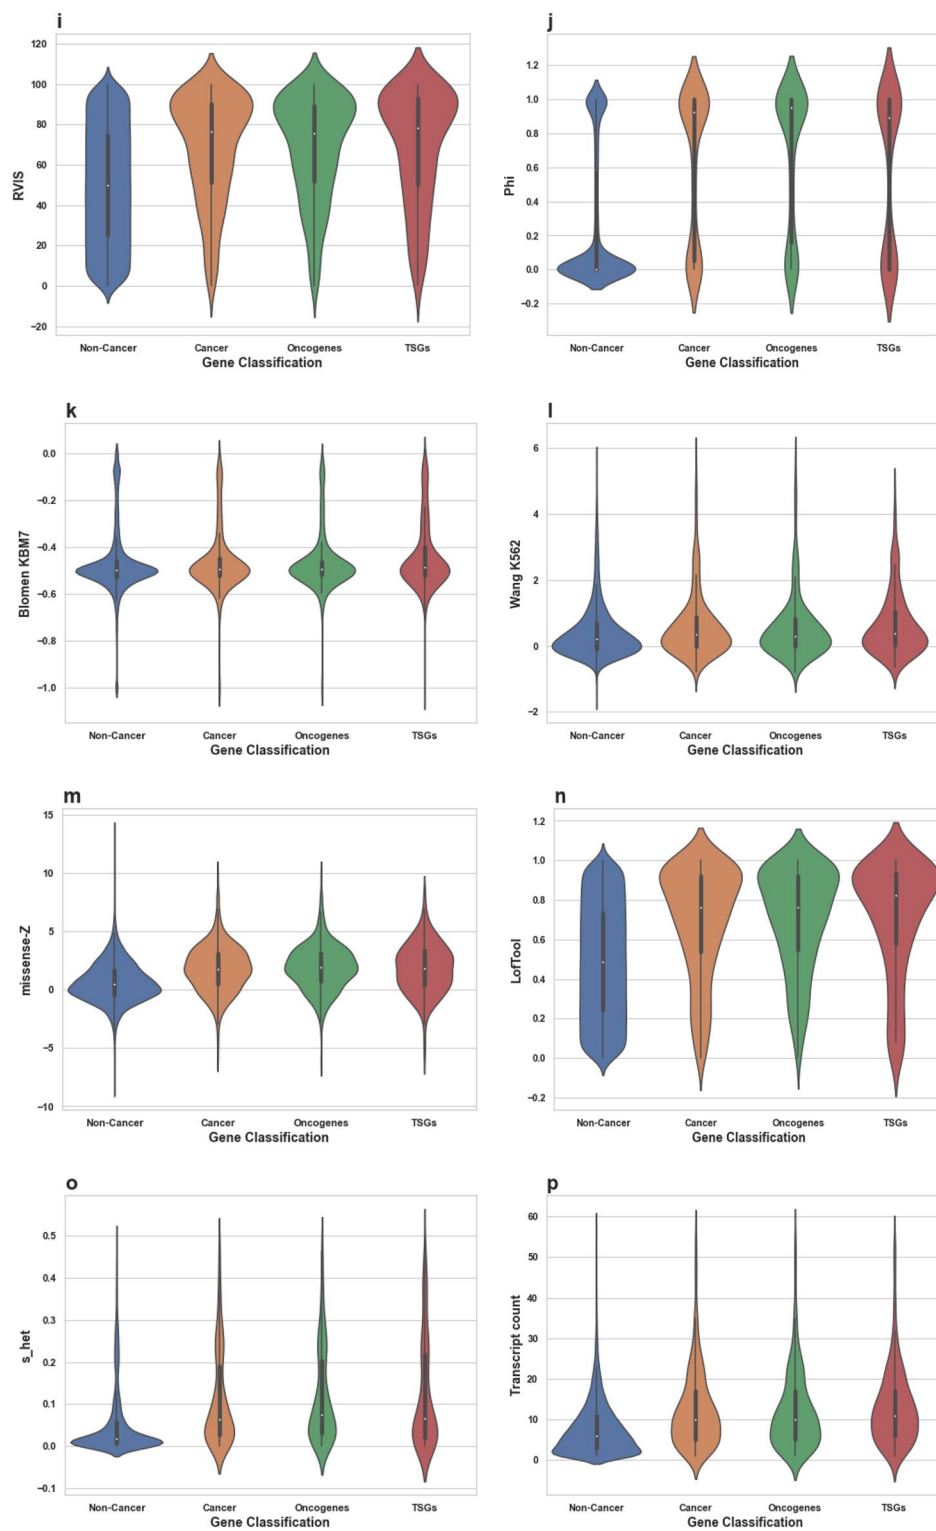 i
120
100
80
60
40
20
0
−20
RVIS
Non-Cancer Cancer Oncogenes TSGs
Gene Classification
j
1.2
1.0
0.8
0.6
0.4
0.2
0.0
−0.2
Phi
Non-Cancer Cancer Oncogenes TSGs
Gene Classification
k
0.0
−0.2
−0.4
−0.6
−0.8
−1.0
Blomen KBM7
Non-Cancer Cancer Oncogenes TSGs
Gene Classification
l
6
4
2
0
−2
Wang K562
Non-Cancer Cancer Oncogenes TSGs
Gene Classification
m
15
10
5
0
−5
−10
missense-Z
Non-Cancer Cancer Oncogenes TSGs
Gene Classification
n
1.2
1.0
0.8
0.6
0.4
0.2
0.0
−0.2
LofTool
Non-Cancer Cancer Oncogenes TSGs
Gene Classification
o
0.5
0.4
0.3
0.2
0.1
0.0
−0.1
s_het
Non-Cancer Cancer Oncogenes TSGs
Gene Classification
p
60
50
40
30
20
10
0
Transcript count
Non-Cancer Cancer Oncogenes TSGs
Gene Classification